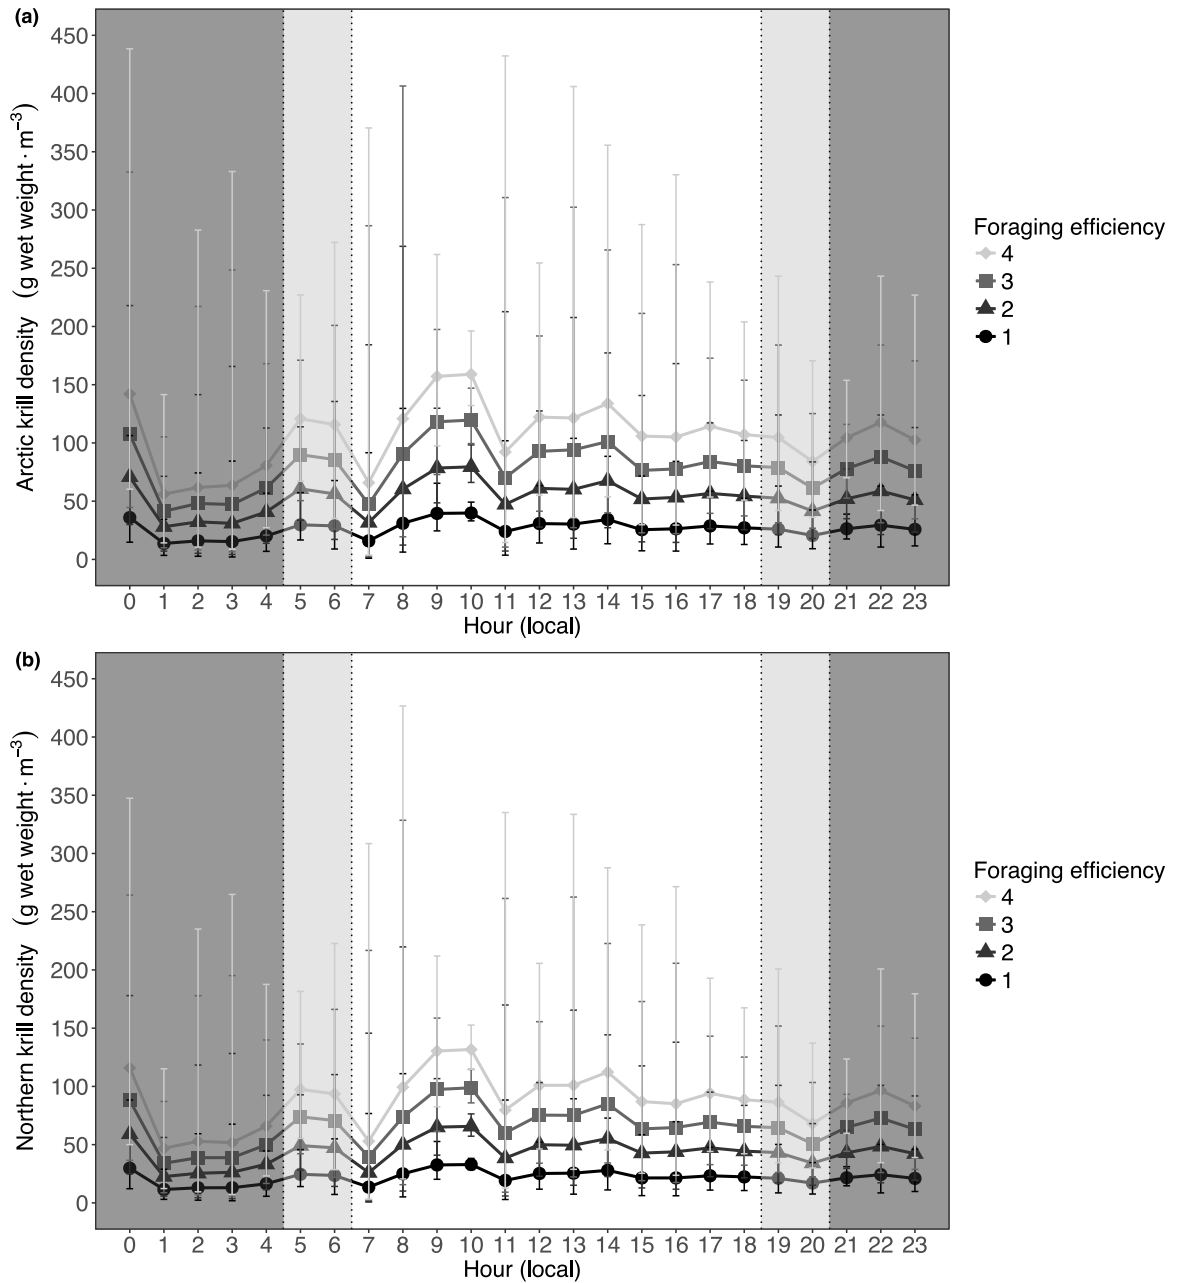 (a)
450
400
350
300
250
200
150
100
50
0
Arctic krill density (g wet weight · m⁻³)
0 1 2 3 4 5 6 7 8 9 10 11 12 13 14 15 16 17 18 19 20 21 22 23
Hour (local)
Foraging efficiency
4
3
2
1
(b)
450
400
350
300
250
200
150
100
50
0
Northern krill density (g wet weight · m⁻³)
0 1 2 3 4 5 6 7 8 9 10 11 12 13 14 15 16 17 18 19 20 21 22 23
Hour (local)
Foraging efficiency
4
3
2
1